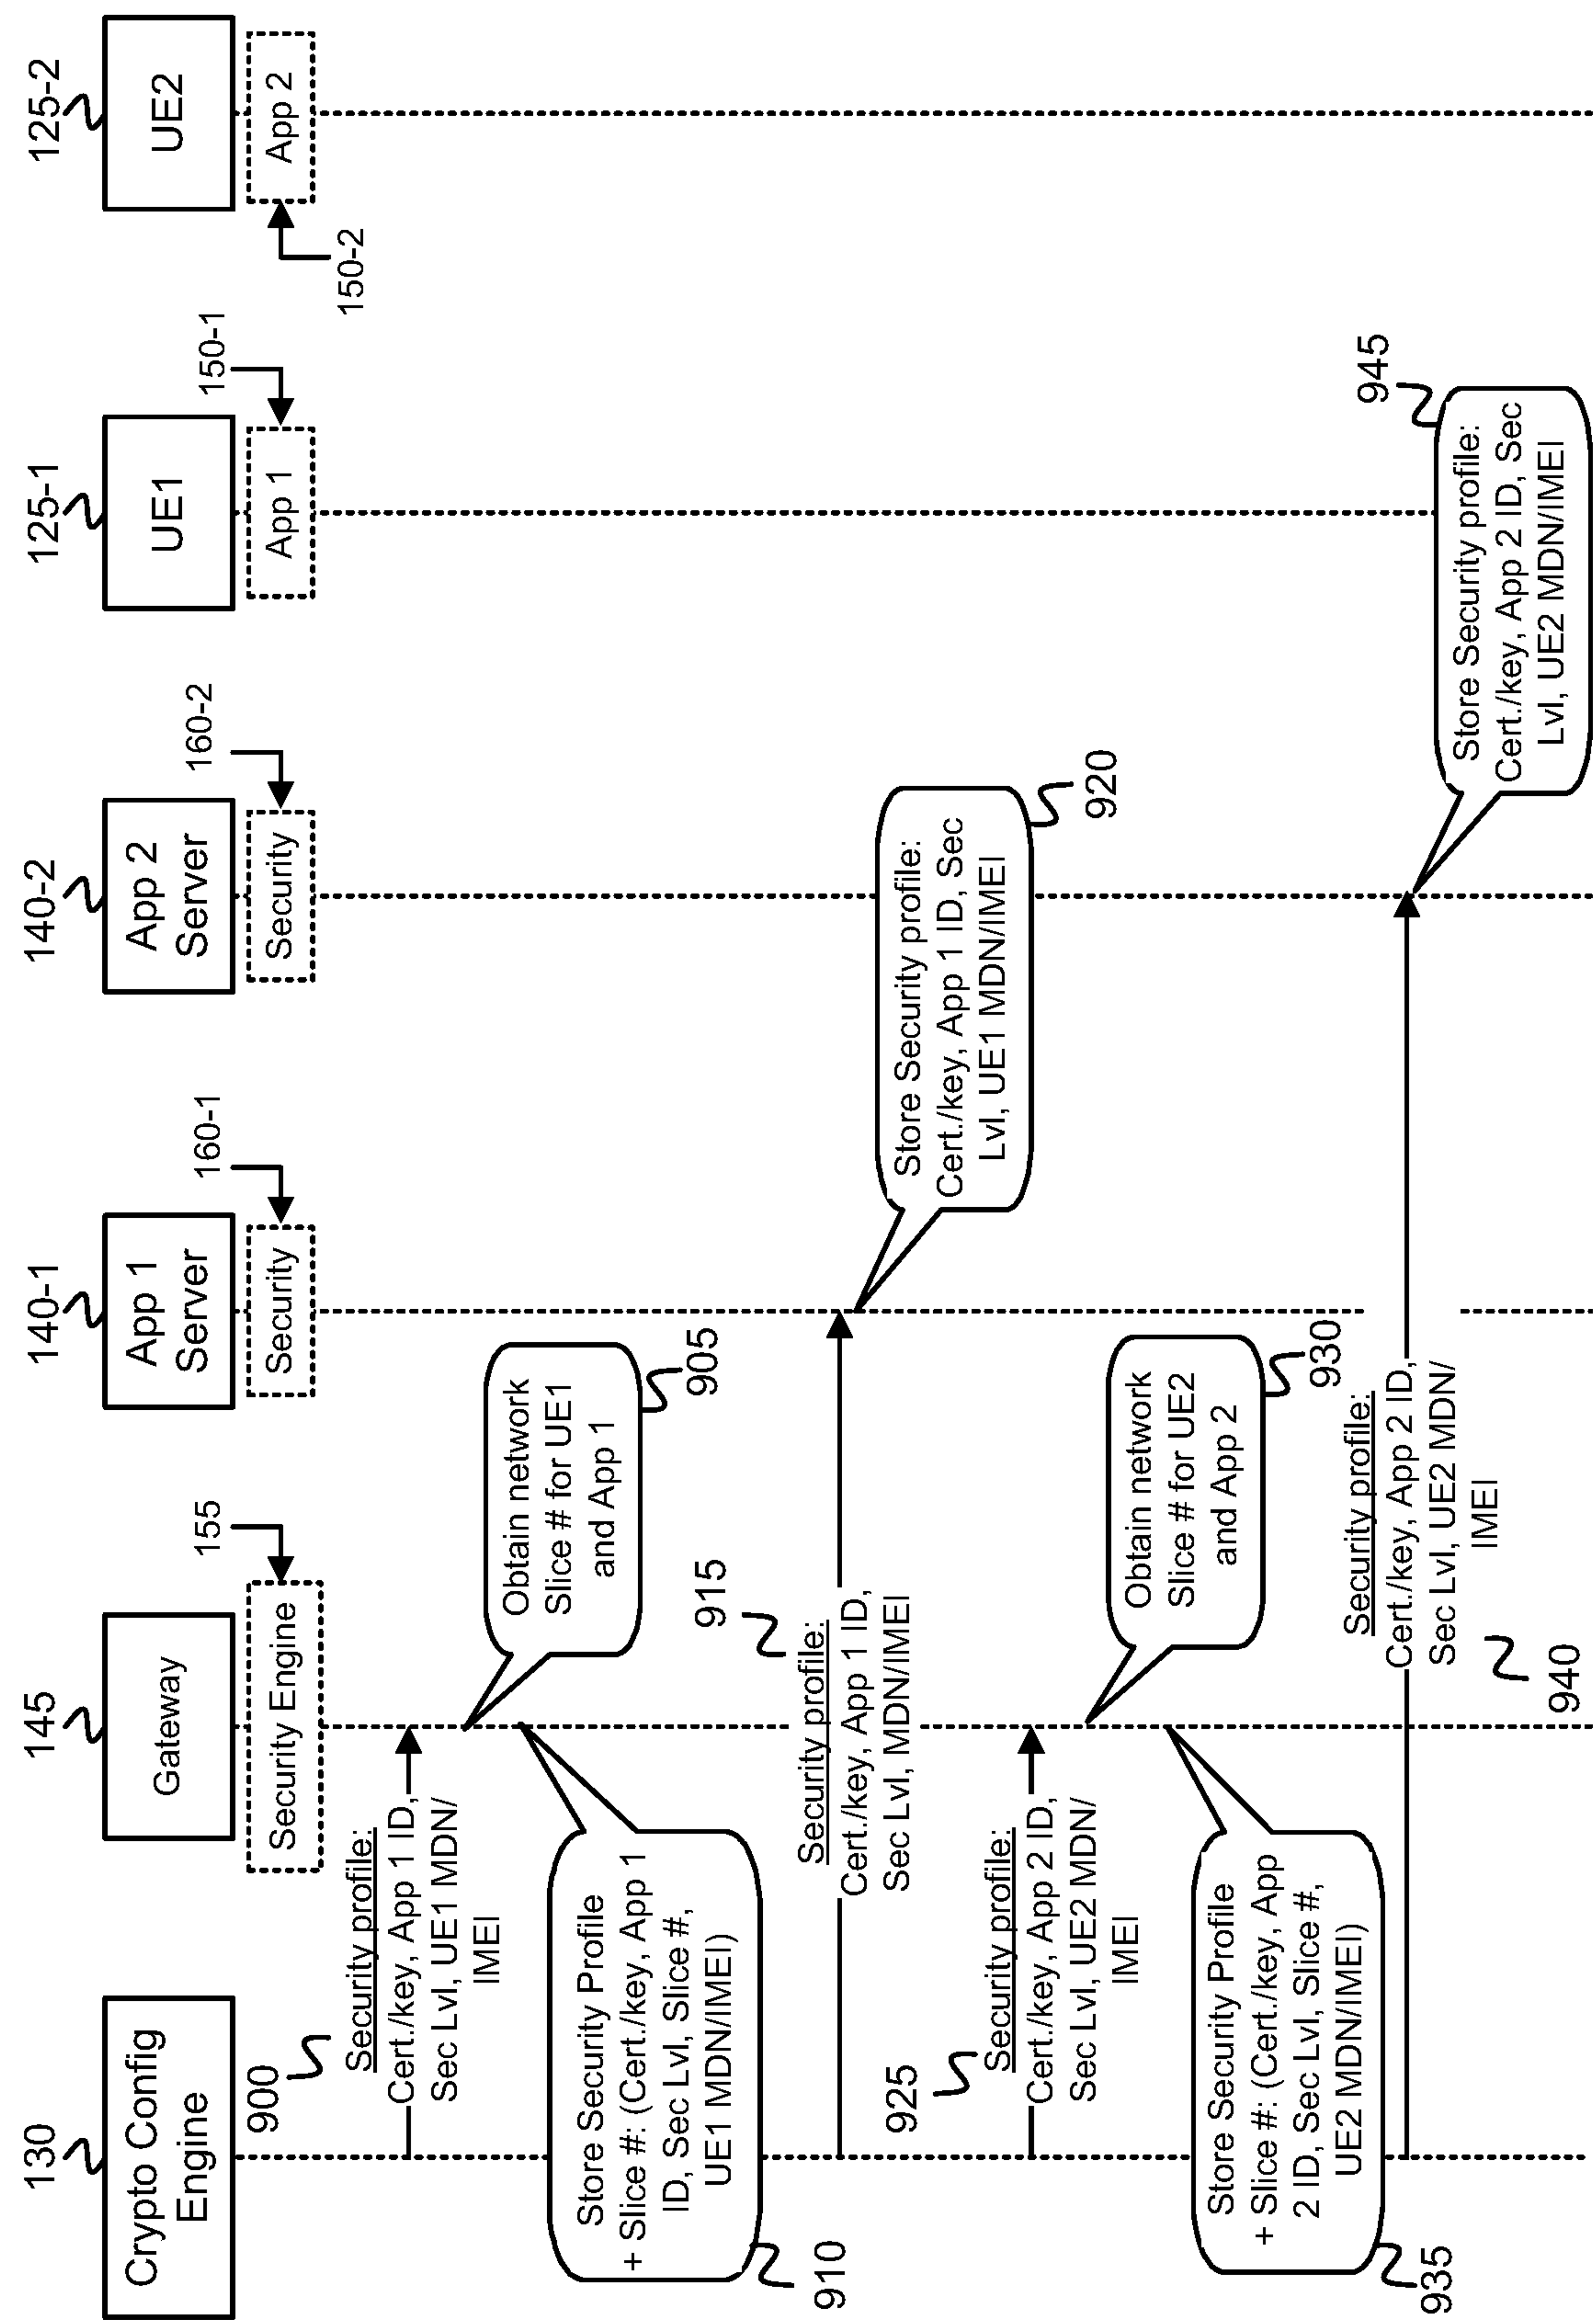 130
Crypto Config
Engine
145
Gateway
Security Engine
155
140-1
App 1
Server
Security
160-1
140-2
App 2
Server
Security
160-2
125-1
UE1
App 1
150-1
125-2
UE2
App 2
150-2
900
Security profile:
Cert./key, App 1 ID,
Sec Lvl, UE1 MDN/
IMEI
Obtain network
Slice # for UE1
and App 1
905
Store Security Profile
+ Slice #: (Cert./key, App 1
ID, Sec Lvl, Slice #,
UE1 MDN/IMEI)
910
915
Security profile:
Cert./key, App 1 ID,
Sec Lvl, MDN/IMEI
Store Security profile:
Cert./key, App 1 ID, Sec
Lvl, UE1 MDN/IMEI
920
925
Security profile:
Cert./key, App 2 ID,
Sec Lvl, UE2 MDN/
IMEI
Obtain network
Slice # for UE2
and App 2
930
Store Security Profile
+ Slice #: (Cert./key, App
2 ID, Sec Lvl, Slice #,
UE2 MDN/IMEI)
935
Security profile:
Cert./key, App 2 ID,
Sec Lvl, UE2 MDN/
IMEI
940
Store Security profile:
Cert./key, App 2 ID, Sec
Lvl, UE2 MDN/IMEI
945